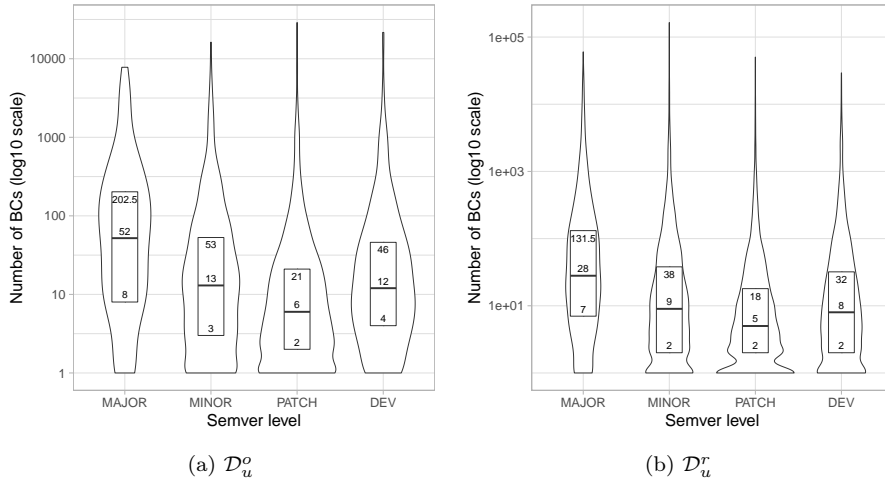 Number of BCs (log10 scale)
10000
1000
100
10
1
202.5
52
8
53
13
3
21
6
2
46
12
4
MAJOR MINOR PATCH DEV
Semver level
(a) 𝒟ᵤᵒ
Number of BCs (log10 scale)
1e+05
1e+03
1e+01
131.5
28
7
38
9
2
18
5
2
32
8
2
MAJOR MINOR PATCH DEV
Semver level
(b) 𝒟ᵤʳ